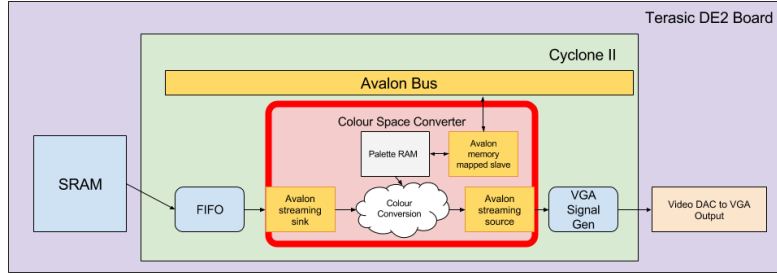 Terasic DE2 Board
Cyclone II
Avalon Bus
Colour Space Converter
Palette RAM
Avalon
memory
mapped slave
SRAM
FIFO
Avalon
streaming
sink
Colour
Conversion
Avalon
streaming
source
VGA
Signal
Gen
Video DAC to VGA
Output